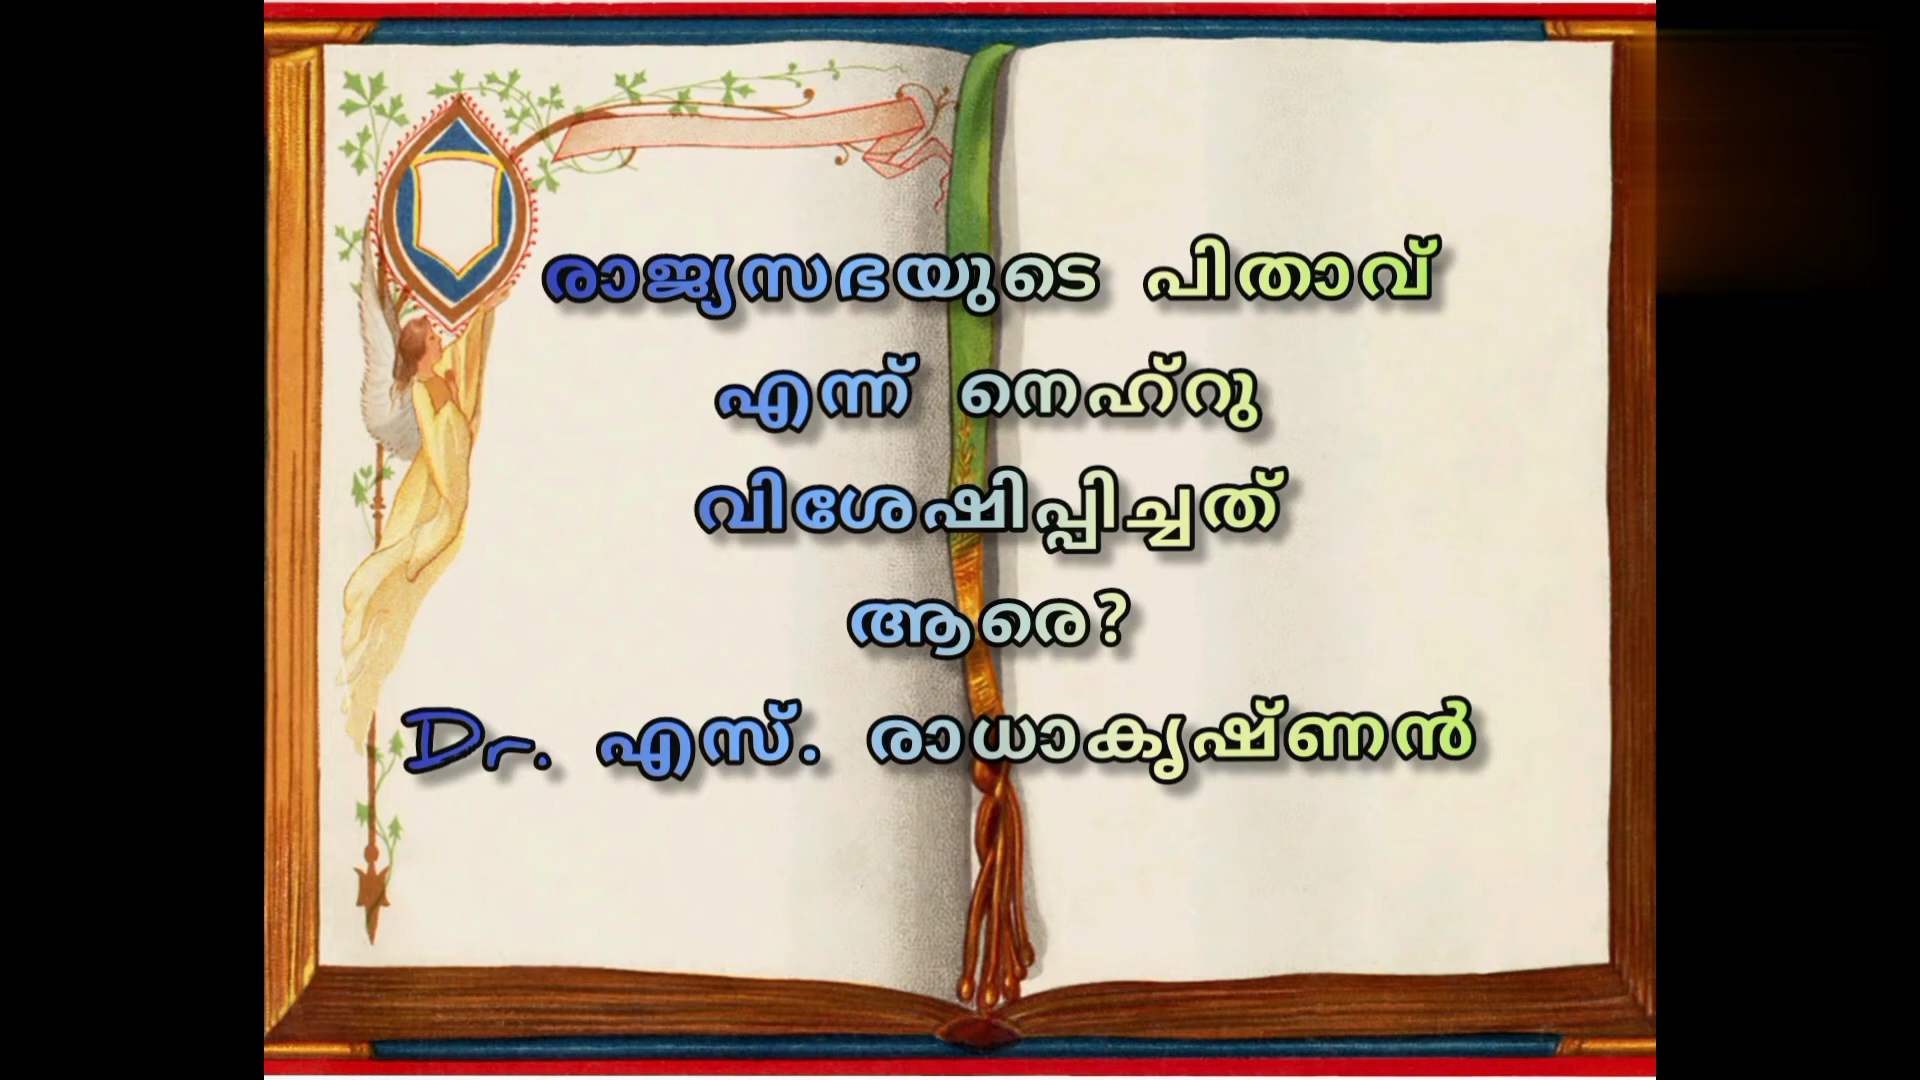 രാജ്യസഭയുടെ പിതാവ്
എന്ന് നെഹ്റു
വിശേഷിപ്പിച്ചത്
ആരെ?
Dr. എസ്. രാധാകൃഷ്ണൻ